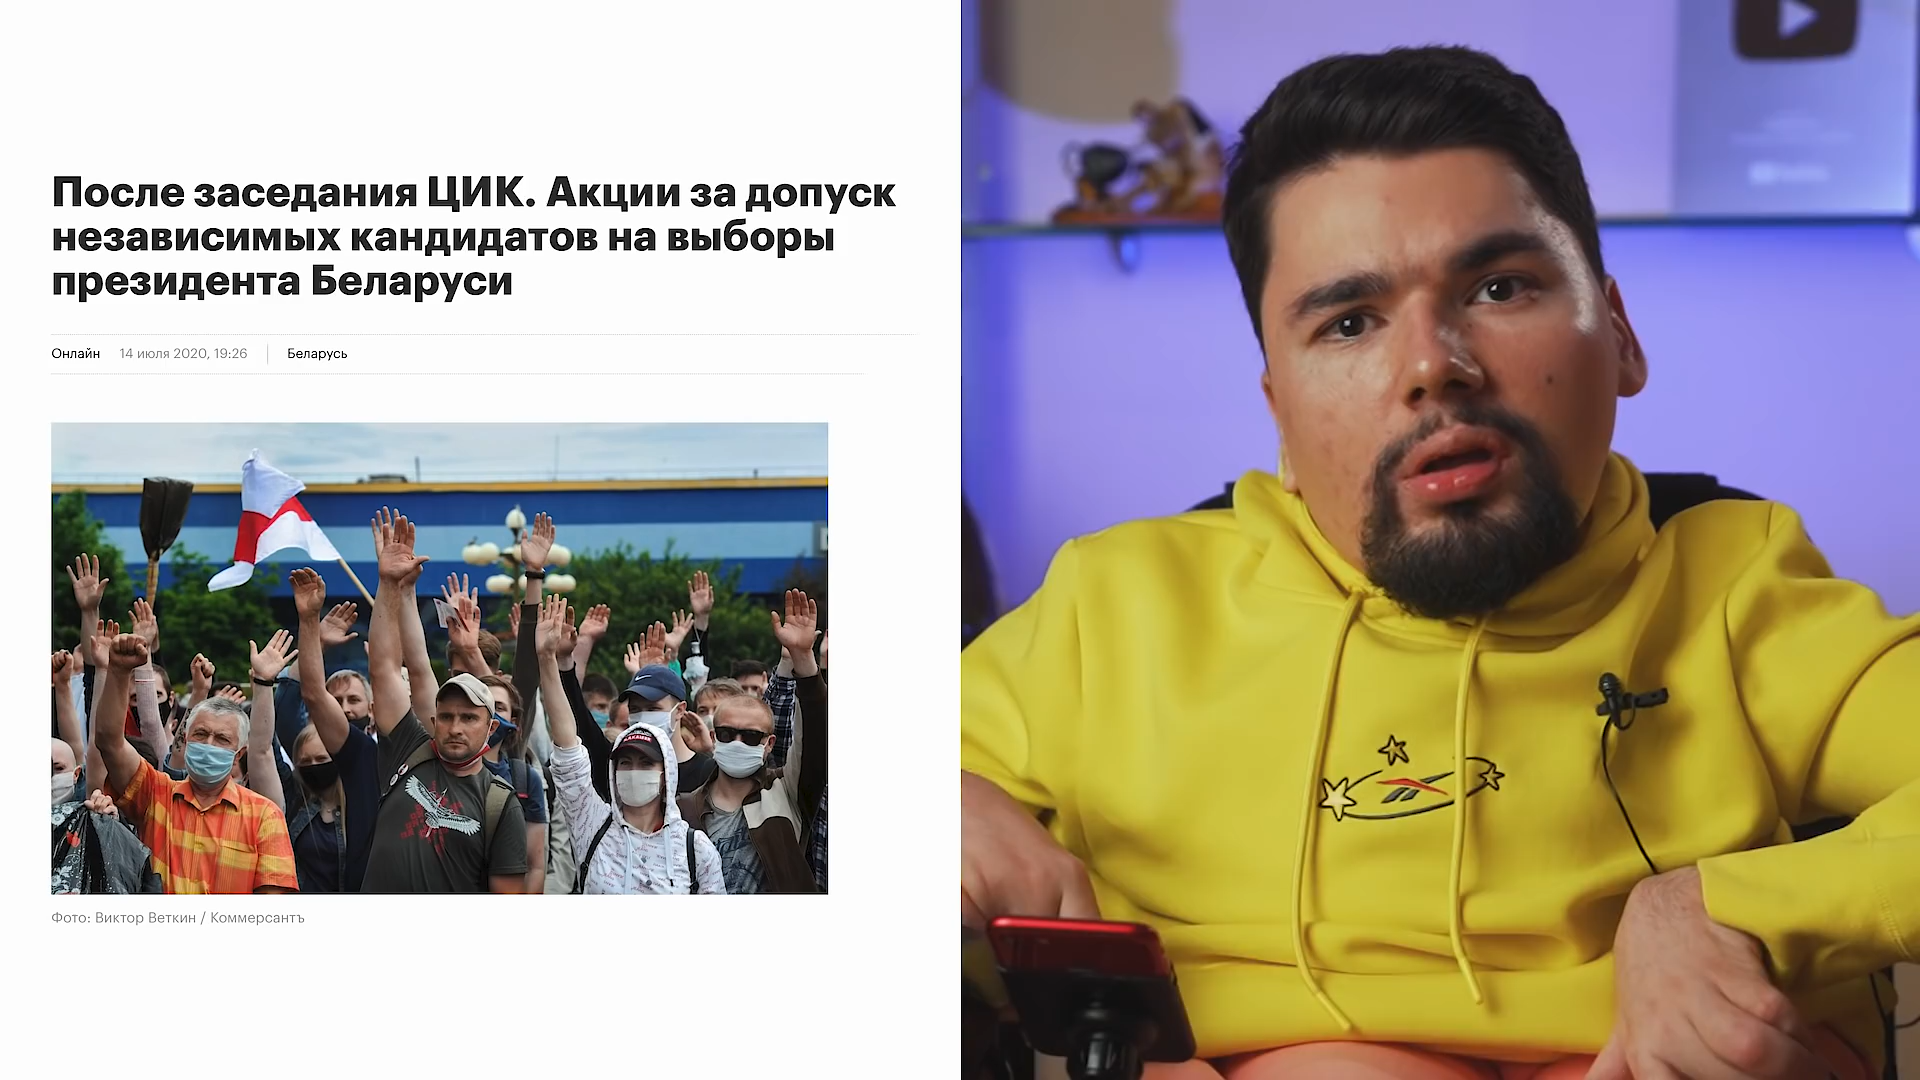 После заседания ЦИК. Акции за допуск
независимых кандидатов на выборы
президента Беларуси
Онлайн 14 июля 2020, 19:26 Беларусь
Фото: Виктор Веткин / Коммерсантъ